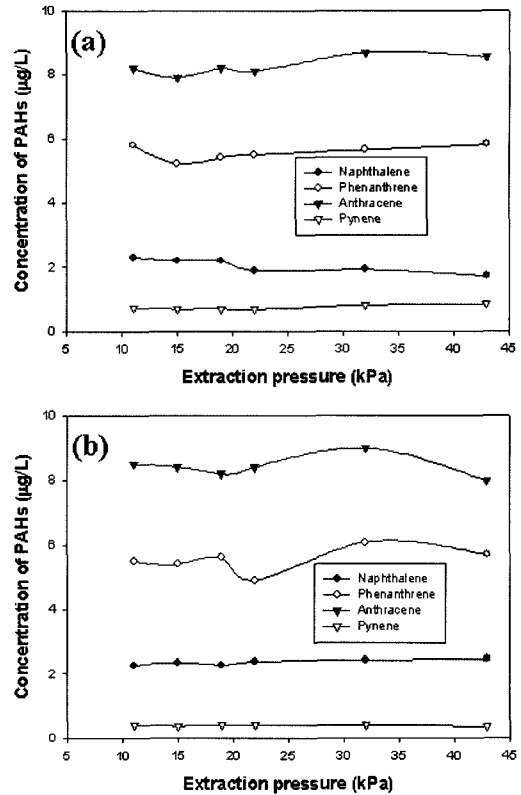 (a)
Concentration of PAHs (µg/L)
10
8
6
4
2
0
Naphthalene
Phenanthrene
Anthracene
Pynene
5 10 15 20 25 30 35 40 45
Extraction pressure (kPa)
(b)
Concentration of PAHs (µg/L)
10
8
6
4
2
0
Naphthalene
Phenanthrene
Anthracene
Pynene
5 10 15 20 25 30 35 40 45
Extraction pressure (kPa)